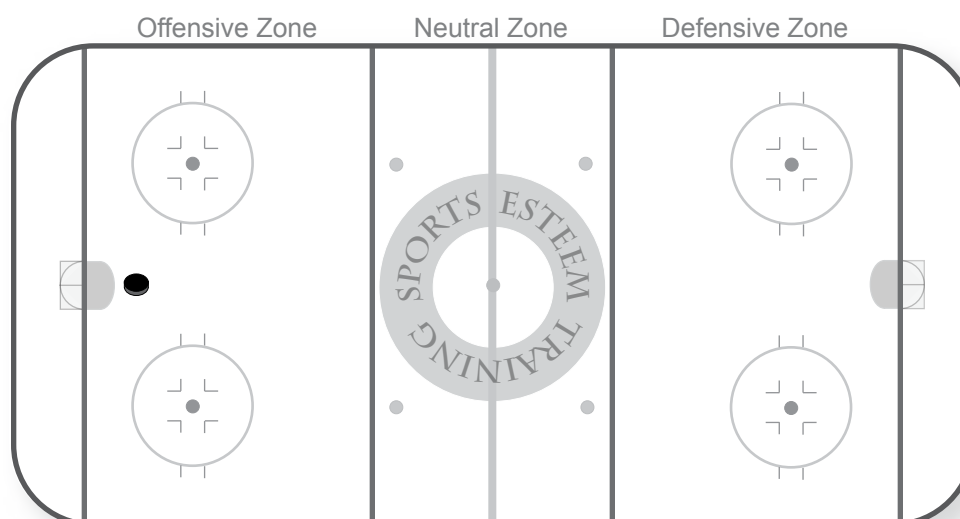 Offensive Zone
Neutral Zone
Defensive Zone
SPORTS ESTEEM
TRAINING